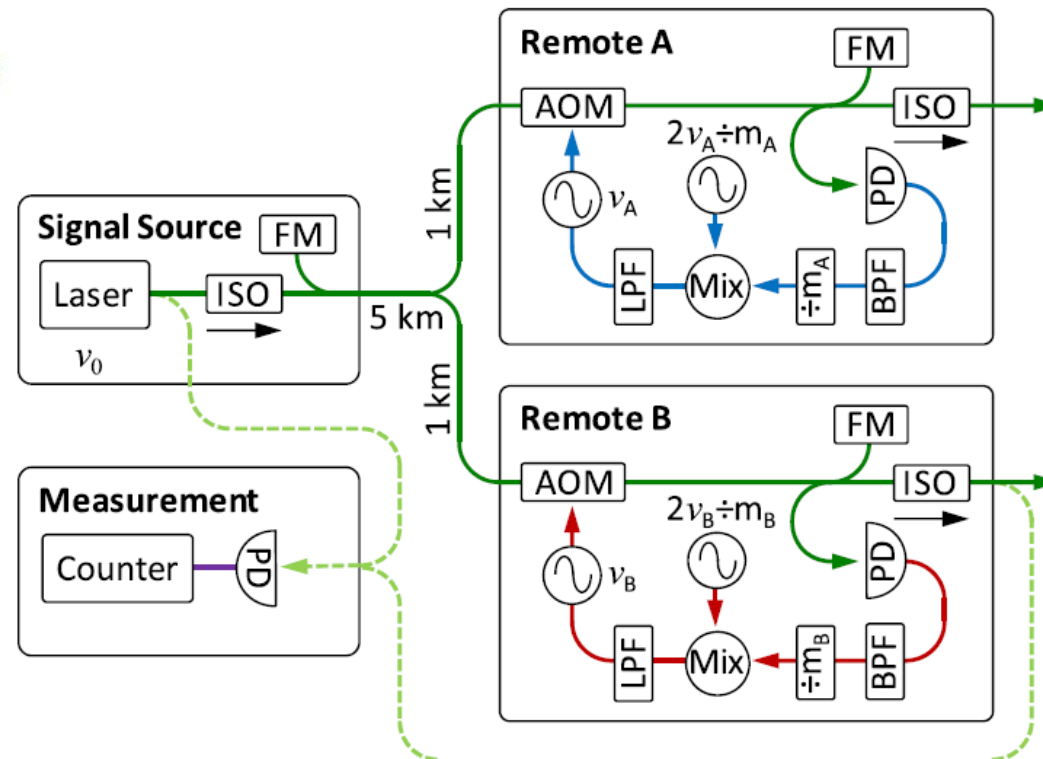 Signal Source
FM
Laser
ISO
ν₀
5 km
1 km
1 km
Measurement
Counter
PD
Remote A
FM
AOM
ISO
2ν_A÷m_A
ν_A
PD
LPF
Mix
÷m_A
BPF
Remote B
FM
AOM
ISO
2ν_B÷m_B
ν_B
PD
LPF
Mix
÷m_B
BPF